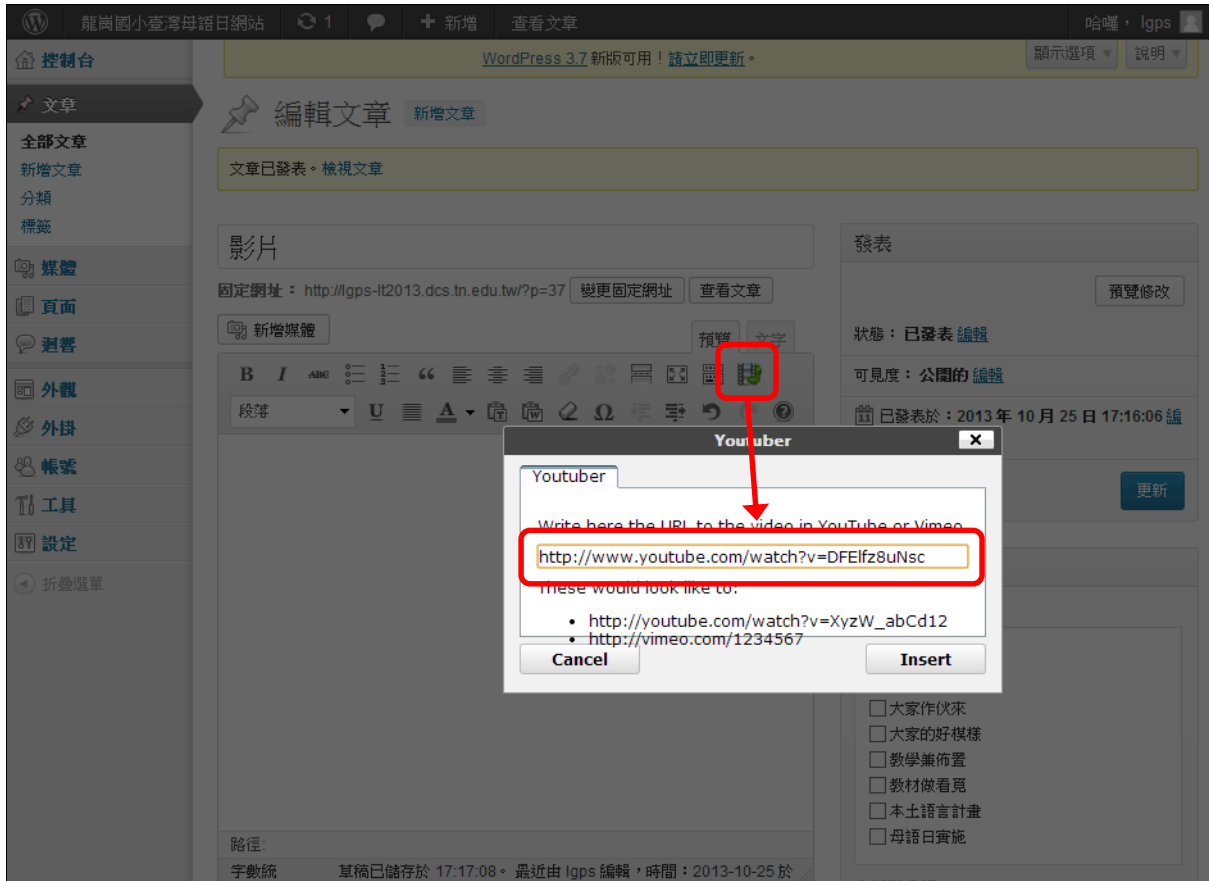 龍崗國小臺灣母語日網站 1 新增 查看文章 哈囉，lgps
控制台
文章
全部文章
新增文章
分類
標籤
媒體
頁面
迴響
外觀
外掛
帳號
工具
設定
折疊選單
WordPress 3.7 新版可用！請立即更新。
顯示選項 說明
編輯文章 新增文章
文章已發表。檢視文章
影片
固定網址： http://lgps-lt2013.dcs.tn.edu.tw/?p=37 變更固定網址 查看文章
新增媒體
預覽 文字
B I ABC
段落 U A
Youtuber
Youtuber
Write here the URL to the video in YouTube or Vimeo
http://www.youtube.com/watch?v=DFElfz8uNsc
These would look like to:
• http://youtube.com/watch?v=XyzW_abCd12
• http://vimeo.com/1234567
Cancel Insert
發表
預覽修改
狀態：已發表 編輯
可見度：公開的 編輯
已發表於：2013 年 10 月 25 日 17:16:06 編
更新
大家作伙來
大家的好模樣
教學兼佈置
教材做看覓
本土語言計畫
母語日實施
路徑:
字數統 草稿已儲存於 17:17:08。 最近由 lgps 編輯，時間：2013-10-25 於